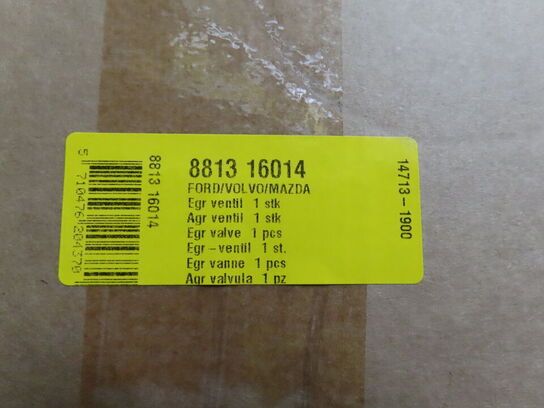 8813 16014
FORD/VOLVO/MAZDA
Egr ventil 1 stk
Agr ventil 1 stk
Egr valve 1 pcs
Egr-ventil 1 st.
Egr vanne 1 pcs
Agr valvula 1 pz
8813 16014
5 710476 204370
14713-1900